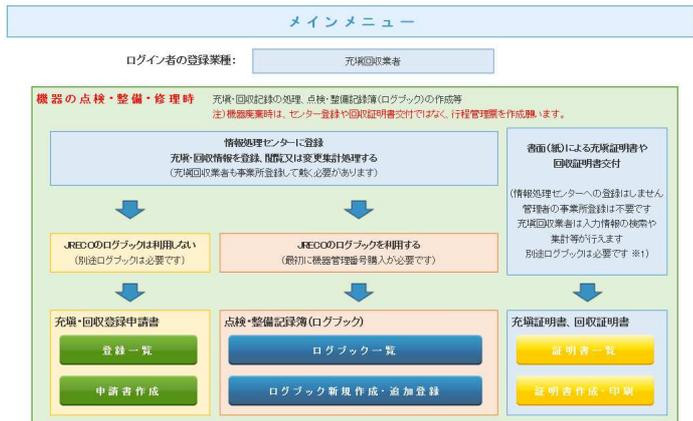 メインメニュー
ログイン者の登録業種：
充填回収業者
機器の点検・整備・修理時
充填・回収記録の処理、点検・整備記録簿(ログブック)の作成等
注)機器廃棄時は、センター登録や回収証明書交付ではなく、行程管理票を作成願います。
情報処理センターに登録
充填・回収情報を登録、閲覧又は変更集計処理する
(充填回収業者も事業所登録して戴く必要があります)
書面(紙)による充填証明書や
回収証明書交付
(情報処理センターへの登録はしません
管理者の事業所登録は不要です
充填回収業者は入力情報の検索や
集計等が行えます
別途ログブックは必要です ※1)
JRECOのログブックは利用しない
(別途ログブックは必要です)
JRECOのログブックを利用する
(最初に機器管理番号購入が必要です)
充填・回収登録申請書
登録一覧
申請書作成
点検・整備記録簿(ログブック)
ログブック一覧
ログブック新規作成・追加登録
充填証明書、回収証明書
証明書一覧
証明書作成・印刷